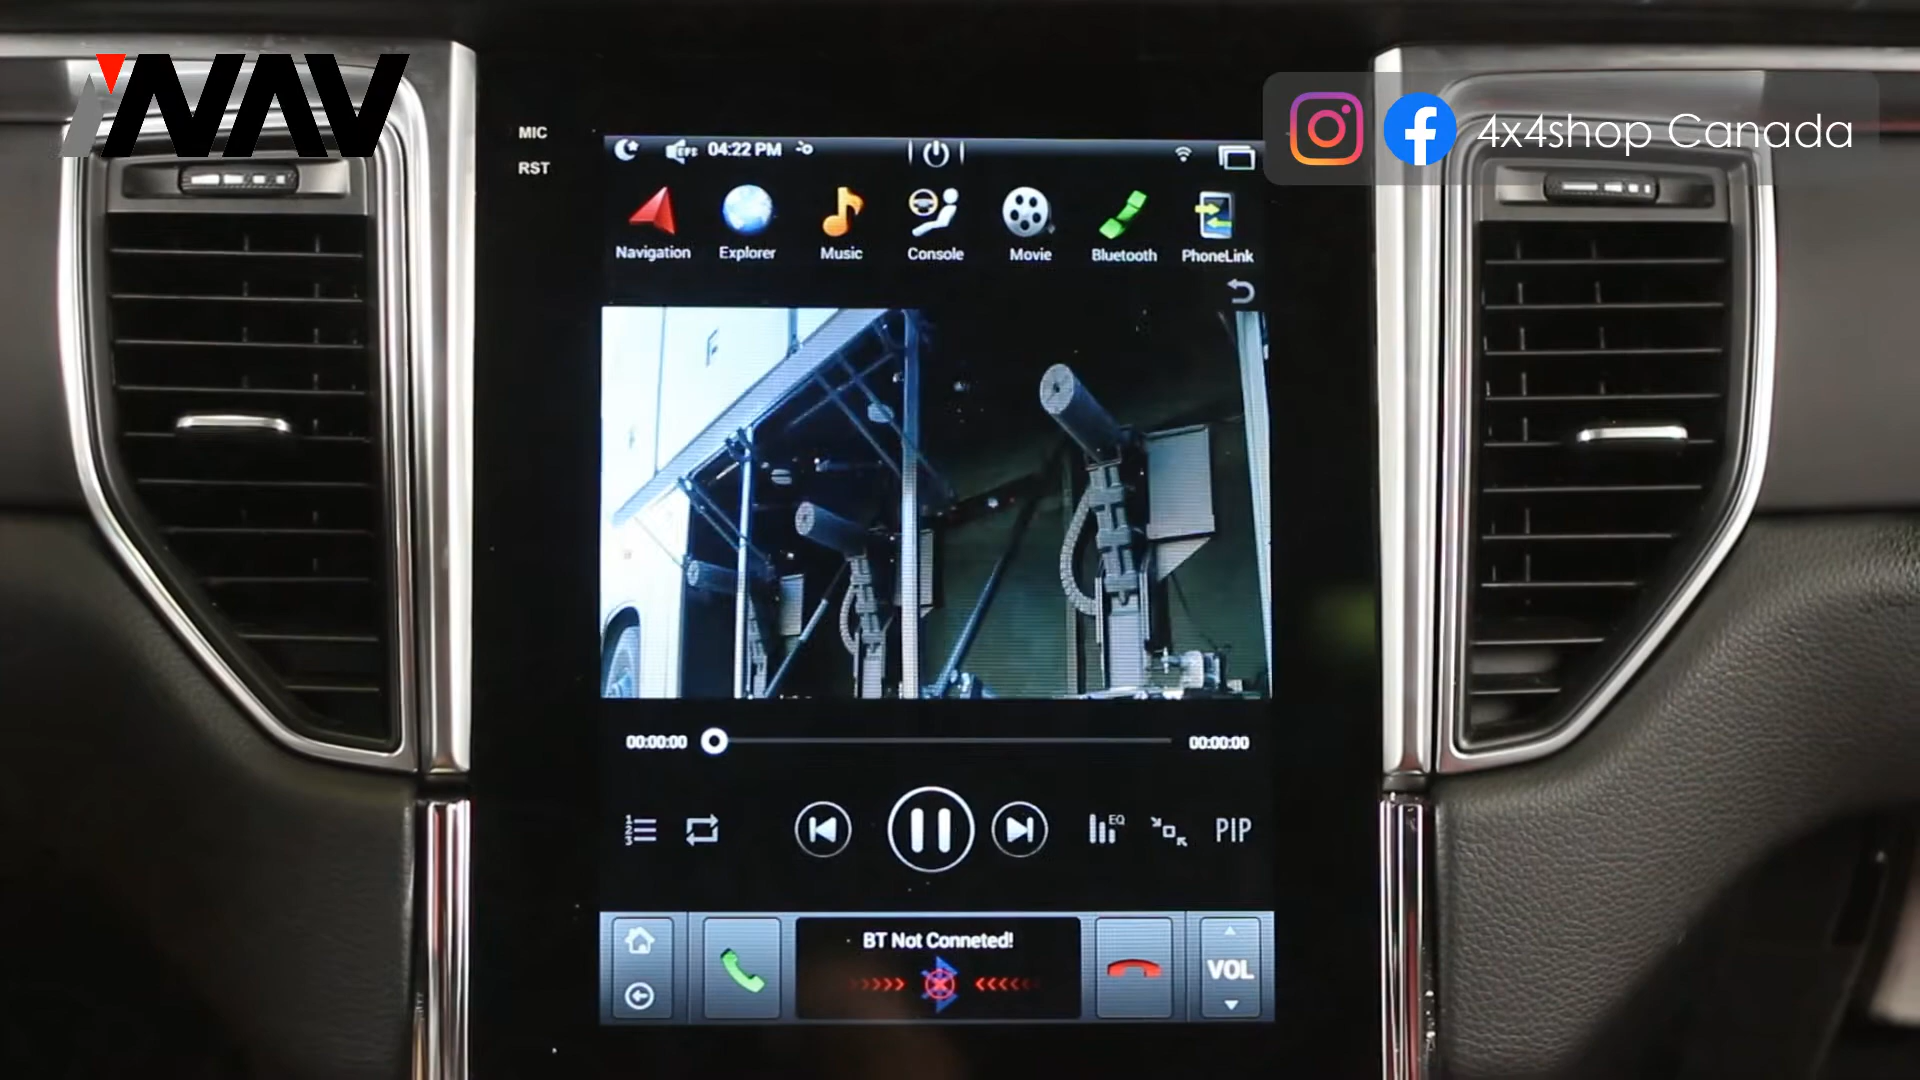 iNAV
4x4shop Canada
MIC
RST
04:22 PM
Navigation Explorer Music Console Movie Bluetooth PhoneLink
F
00:00:00 00:00:00
EQ PIP
BT Not Conneted!
VOL